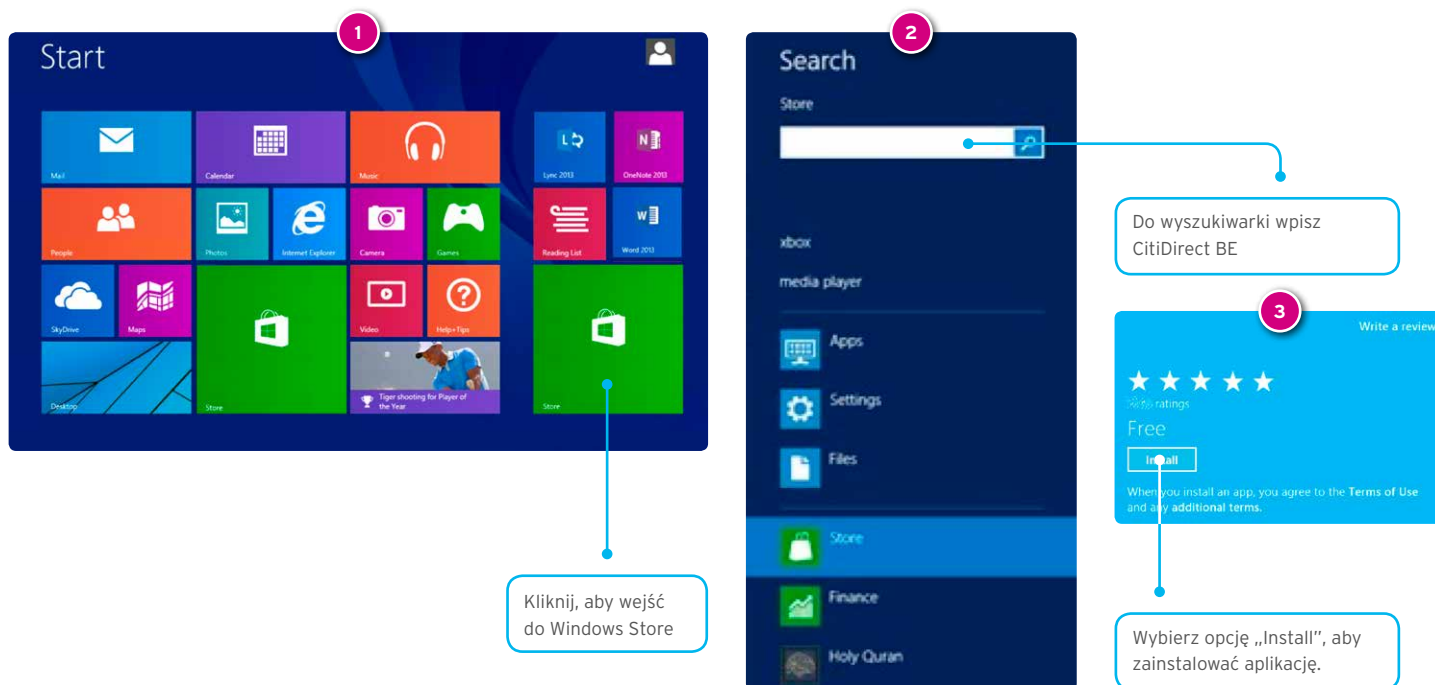 1
Start
Mail
Calendar
Music
Lync 2013
OneNote 2013
People
Photos
Internet Explorer
Camera
Games
Reading List
Word 2013
SkyDrive
Maps
Video
Help+Tips
Desktop
Store
Tiger shooting for Player of
the Year
Store
Kliknij, aby wejść
do Windows Store
2
Search
Store
xbox
media player
Apps
Settings
Files
Store
Finance
Holy Quran
Do wyszukiwarki wpisz
CitiDirect BE
3
Write a review
ratings
Free
Install
When you install an app, you agree to the Terms of Use
and any additional terms.
Wybierz opcję „Install”, aby
zainstalować aplikację.